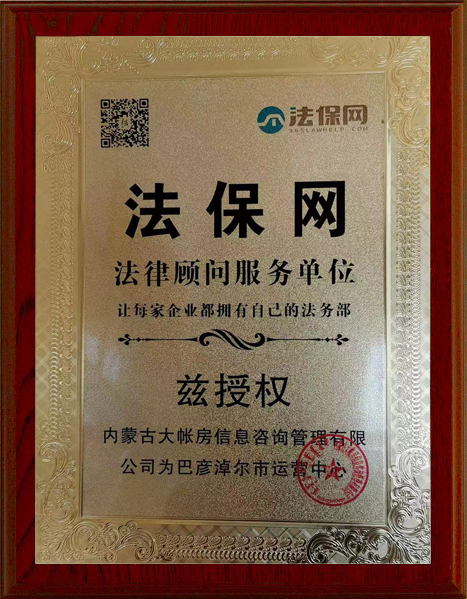 法保网
365LAWHELP.COM
法保网
法律顾问服务单位
让每家企业都拥有自己的法务部
兹授权
内蒙古大帐房信息咨询管理有限
公司为巴彦淖尔市运营中心